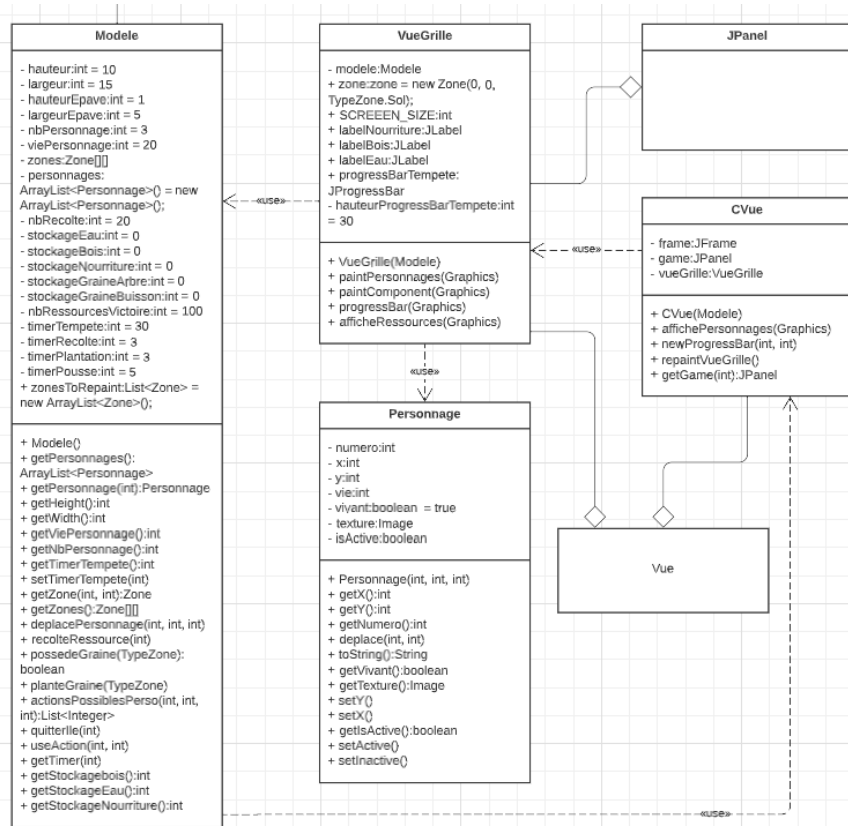 Modele
- hauteur:int = 10
- largeur:int = 15
- hauteurEpave:int = 1
- largeurEpave:int = 5
- nbPersonnage:int = 3
- viePersonnage:int = 20
- zones:Zone[][]
- personnages:
ArrayList<Personnage>() = new
ArrayList<Personnage>();
- nbRecolte:int = 20
- stockageEau:int = 0
- stockageBois:int = 0
- stockageNourriture:int = 0
- stockageGraineArbre:int = 0
- stockageGraineBuisson:int = 0
- nbRessourcesVictoire:int = 100
- timerTempete:int = 30
- timerRecolte:int = 3
- timerPlantation:int = 3
- timerPousse:int = 5
+ zonesToRepaint:List<Zone> =
new ArrayList<Zone>();
+ Modele()
+ getPersonnages():
ArrayList<Personnage>
+ getPersonnage(int):Personnage
+ getHeight():int
+ getWidth():int
+ getViePersonnage():int
+ getNbPersonnage():int
+ getTimerTempete():int
+ setTimerTempete(int)
+ getZone(int, int):Zone
+ getZones():Zone[][]
+ deplacePersonnage(int, int, int)
+ recolteRessource(int)
+ possedeGraine(TypeZone):
boolean
+ planteGraine(TypeZone)
+ actionsPossiblesPerso(int, int,
int):List<Integer>
+ quitterIle(int)
+ useAction(int, int)
+ getTimer(int)
+ getStockagebois():int
+ getStockageEau():int
+ getStockageNourriture():int
«use»
VueGrille
- modele:Modele
+ zone:zone = new Zone(0, 0,
TypeZone.Sol);
+ SCREEEN_SIZE:int
+ labelNourriture:JLabel
+ labelBois:JLabel
+ labelEau:JLabel
+ progressBarTempete:
JProgressBar
- hauteurProgressBarTempete:int
= 30
+ VueGrille(Modele)
+ paintPersonnages(Graphics)
+ paintComponent(Graphics)
+ progressBar(Graphics)
+ afficheRessources(Graphics)
«use»
Personnage
- numero:int
- x:int
- y:int
- vie:int
- vivant:boolean = true
- texture:Image
- isActive:boolean
+ Personnage(int, int, int)
+ getX():int
+ getY():int
+ getNumero():int
+ deplace(int, int)
+ toString():String
+ getVivant():boolean
+ getTexture():Image
+ setY()
+ setX()
+ getIsActive():boolean
+ setActive()
+ setInactive()
JPanel
«use»
CVue
- frame:JFrame
- game:JPanel
- vueGrille:VueGrille
+ CVue(Modele)
+ affichePersonnages(Graphics)
+ newProgressBar(int, int)
+ repaintVueGrille()
+ getGame(int):JPanel
Vue
«use»